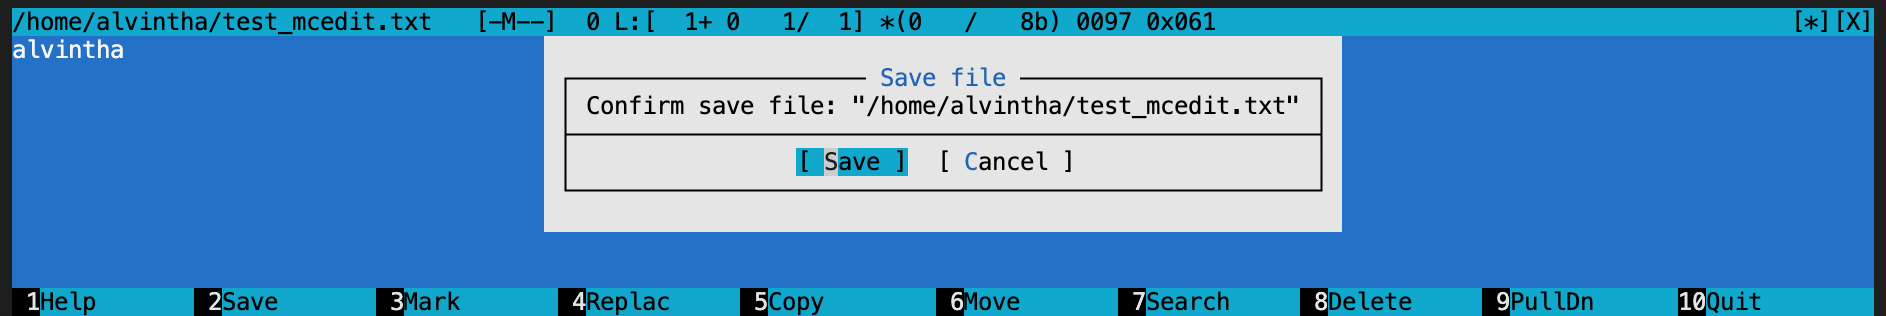 /home/alvintha/test_mcedit.txt   [-M--]  0 L:[  1+ 0   1/  1] *(0   /   8b) 0097 0x061                                         [*][X]
alvintha
Save file
Confirm save file: "/home/alvintha/test_mcedit.txt"
[ Save ]  [ Cancel ]
1Help  2Save  3Mark  4Replac  5Copy  6Move  7Search  8Delete  9PullDn  10Quit